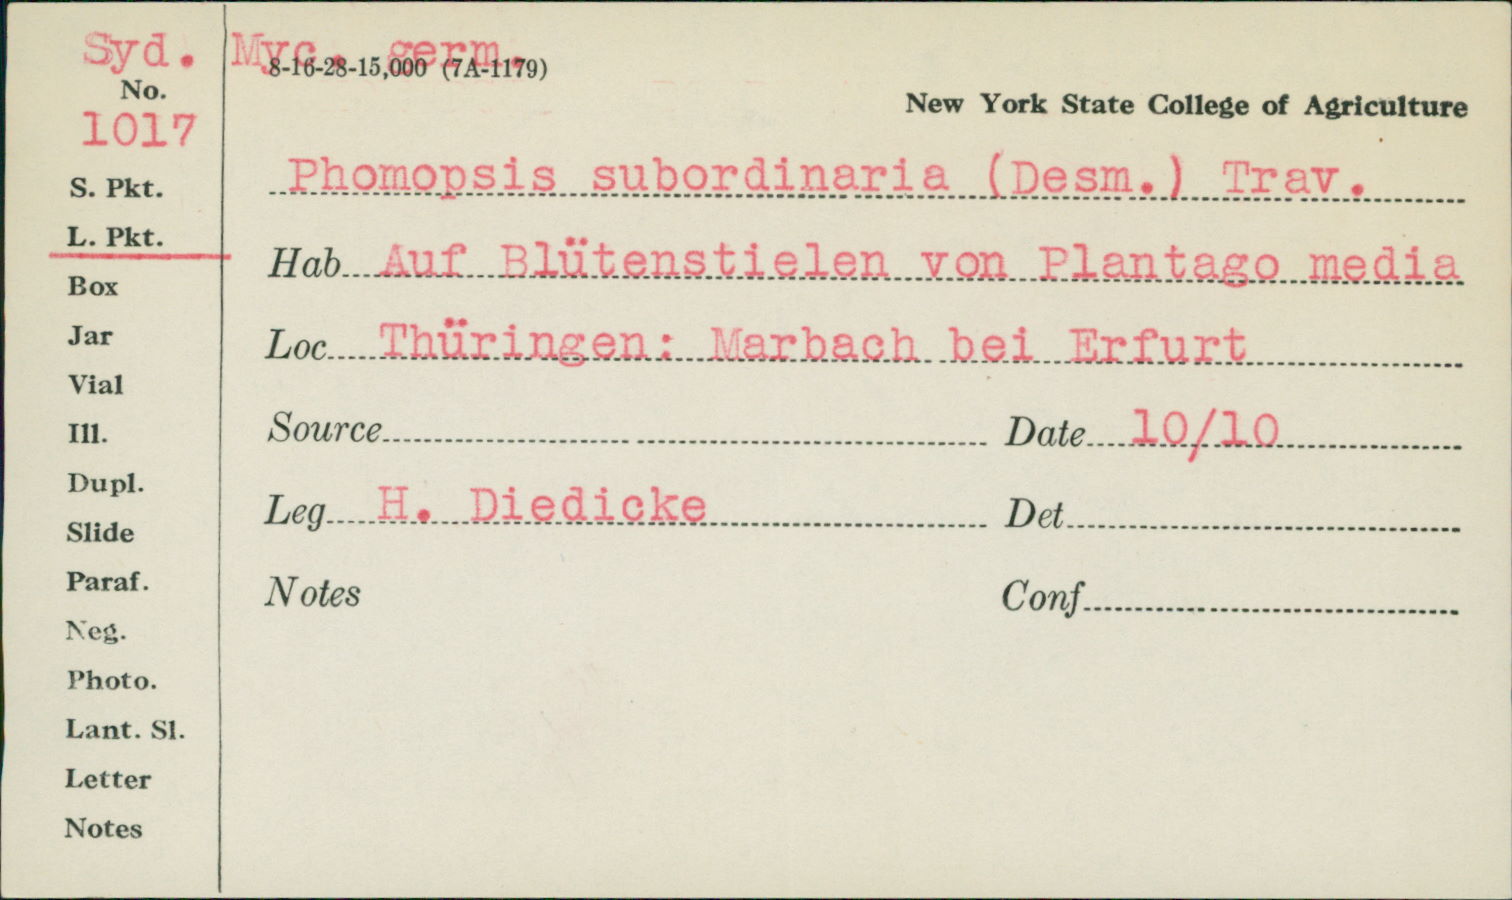 Syd. Myc. germ.
8-16-28-15,000 (7A-1179)
No.
1017
New York State College of Agriculture
S. Pkt.
Phomopsis subordinaria (Desm.) Trav.
L. Pkt.
Hab Auf Blütenstielen von Plantago media
Box
Jar
Loc Thüringen: Marbach bei Erfurt
Vial
Ill.
Source
Date 10/10
Dupl.
Leg H. Diedicke
Det
Slide
Paraf.
Notes
Conf
Neg.
Photo.
Lant. Sl.
Letter
Notes